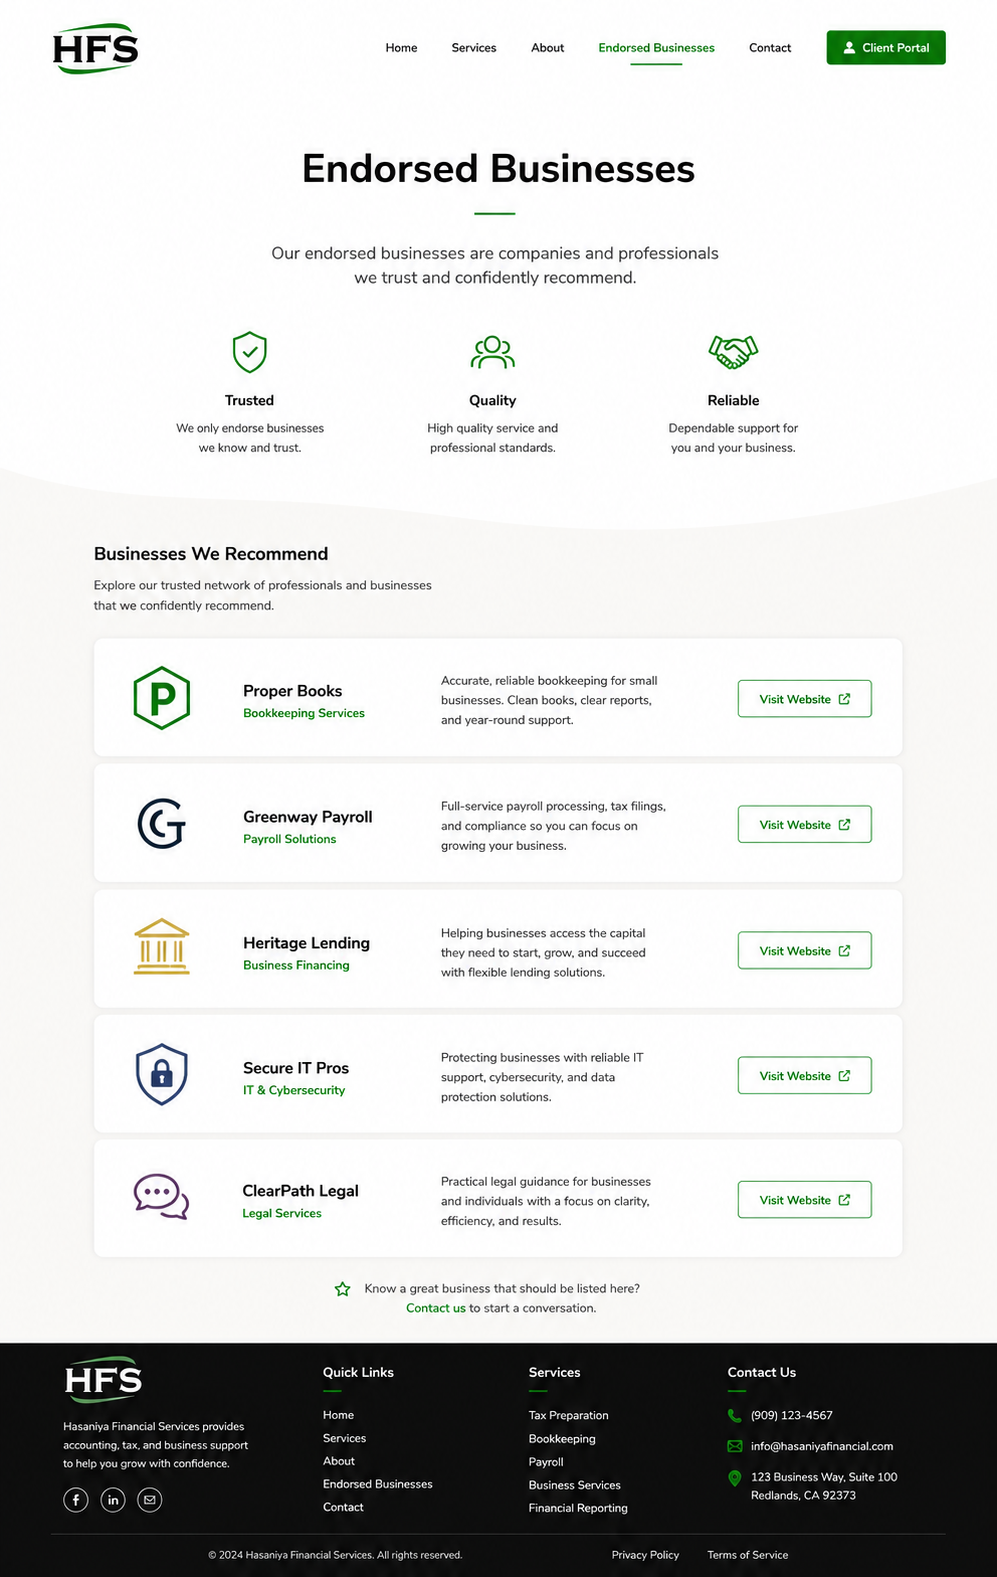 HFS
Home
Services
About
Endorsed Businesses
Contact
Client Portal
Endorsed Businesses
Our endorsed businesses are companies and professionals
we trust and confidently recommend.
Trusted
We only endorse businesses
we know and trust.
Quality
High quality service and
professional standards.
Reliable
Dependable support for
you and your business.
Businesses We Recommend
Explore our trusted network of professionals and businesses
that we confidently recommend.
P
Proper Books
Bookkeeping Services
Accurate, reliable bookkeeping for small
businesses. Clean books, clear reports,
and year-round support.
Visit Website
G
Greenway Payroll
Payroll Solutions
Full-service payroll processing, tax filings,
and compliance so you can focus on
growing your business.
Visit Website
Heritage Lending
Business Financing
Helping businesses access the capital
they need to start, grow, and succeed
with flexible lending solutions.
Visit Website
Secure IT Pros
IT & Cybersecurity
Protecting businesses with reliable IT
support, cybersecurity, and data
protection solutions.
Visit Website
ClearPath Legal
Legal Services
Practical legal guidance for businesses
and individuals with a focus on clarity,
efficiency, and results.
Visit Website
Know a great business that should be listed here?
Contact us to start a conversation.
HFS
Hasaniya Financial Services provides
accounting, tax, and business support
to help you grow with confidence.
f
in
Quick Links
Home
Services
About
Endorsed Businesses
Contact
Services
Tax Preparation
Bookkeeping
Payroll
Business Services
Financial Reporting
Contact Us
(909) 123-4567
info@hasaniyafinancial.com
123 Business Way, Suite 100
Redlands, CA 92373
© 2024 Hasaniya Financial Services. All rights reserved.
Privacy Policy
Terms of Service